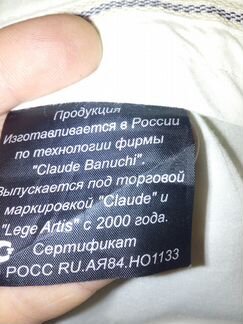 Продукция
Изготавливается в России
по технологии фирмы
"Claude Banuchi".
Выпускается под торговой
маркировкой "Claude" и
"Lege Artis" с 2000 года.
Сертификат
РОСС RU.АЯ84.НО1133